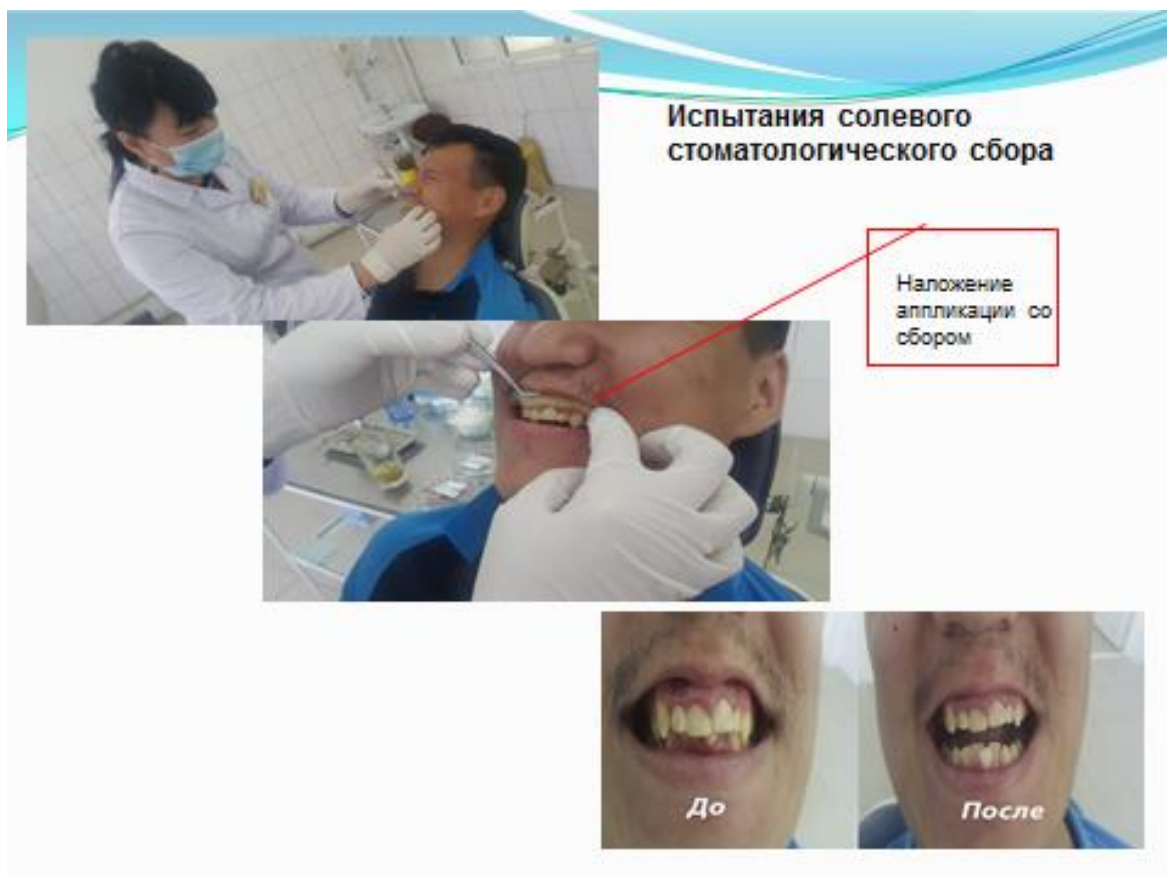 Испытания солевого
стоматологического сбора
Наложение
аппликации со
сбором
До
После